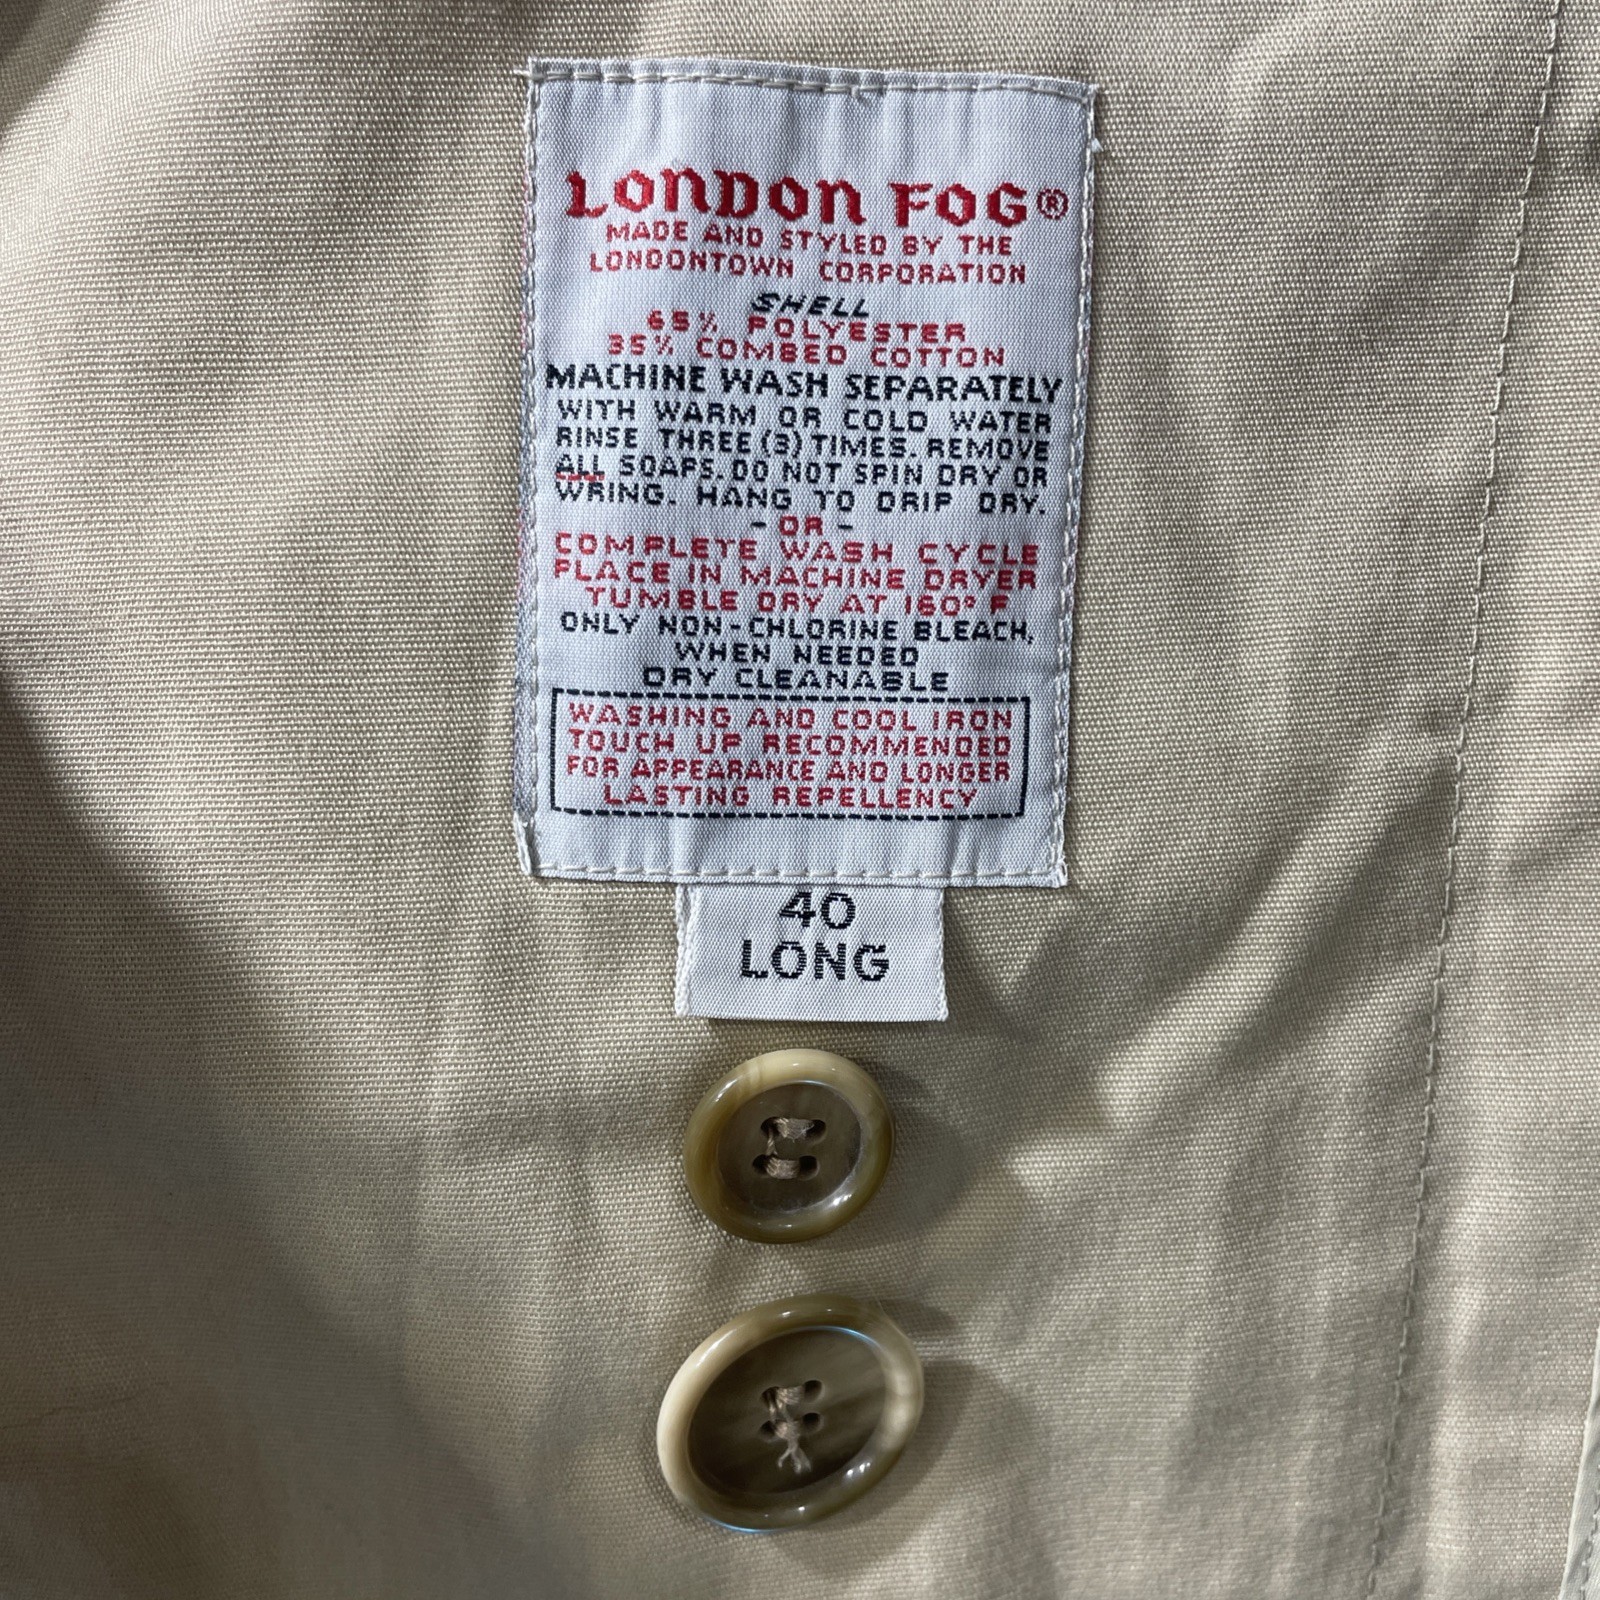 LONDON FOG®
MADE AND STYLED BY THE
LONDONTOWN CORPORATION
SHELL
65% POLYESTER
35% COMBED COTTON
MACHINE WASH SEPARATELY
WITH WARM OR COLD WATER
RINSE THREE (3) TIMES. REMOVE
ALL SOAPS. DO NOT SPIN DRY OR
WRING. HANG TO DRIP DRY.
- OR -
COMPLETE WASH CYCLE
PLACE IN MACHINE DRYER
TUMBLE DRY AT 160° F
ONLY NON-CHLORINE BLEACH,
WHEN NEEDED
DRY CLEANABLE
WASHING AND COOL IRON
TOUCH UP RECOMMENDED
FOR APPEARANCE AND LONGER
LASTING REPELLENCY
40
LONG